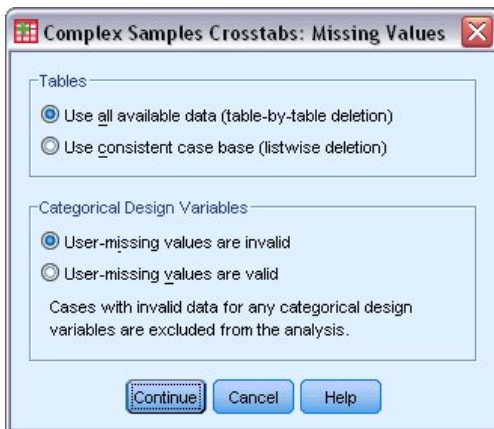 Complex Samples Crosstabs: Missing Values
Tables
Use all available data (table-by-table deletion)
Use consistent case base (listwise deletion)
Categorical Design Variables
User-missing values are invalid
User-missing values are valid
Cases with invalid data for any categorical design
variables are excluded from the analysis.
Continue Cancel Help